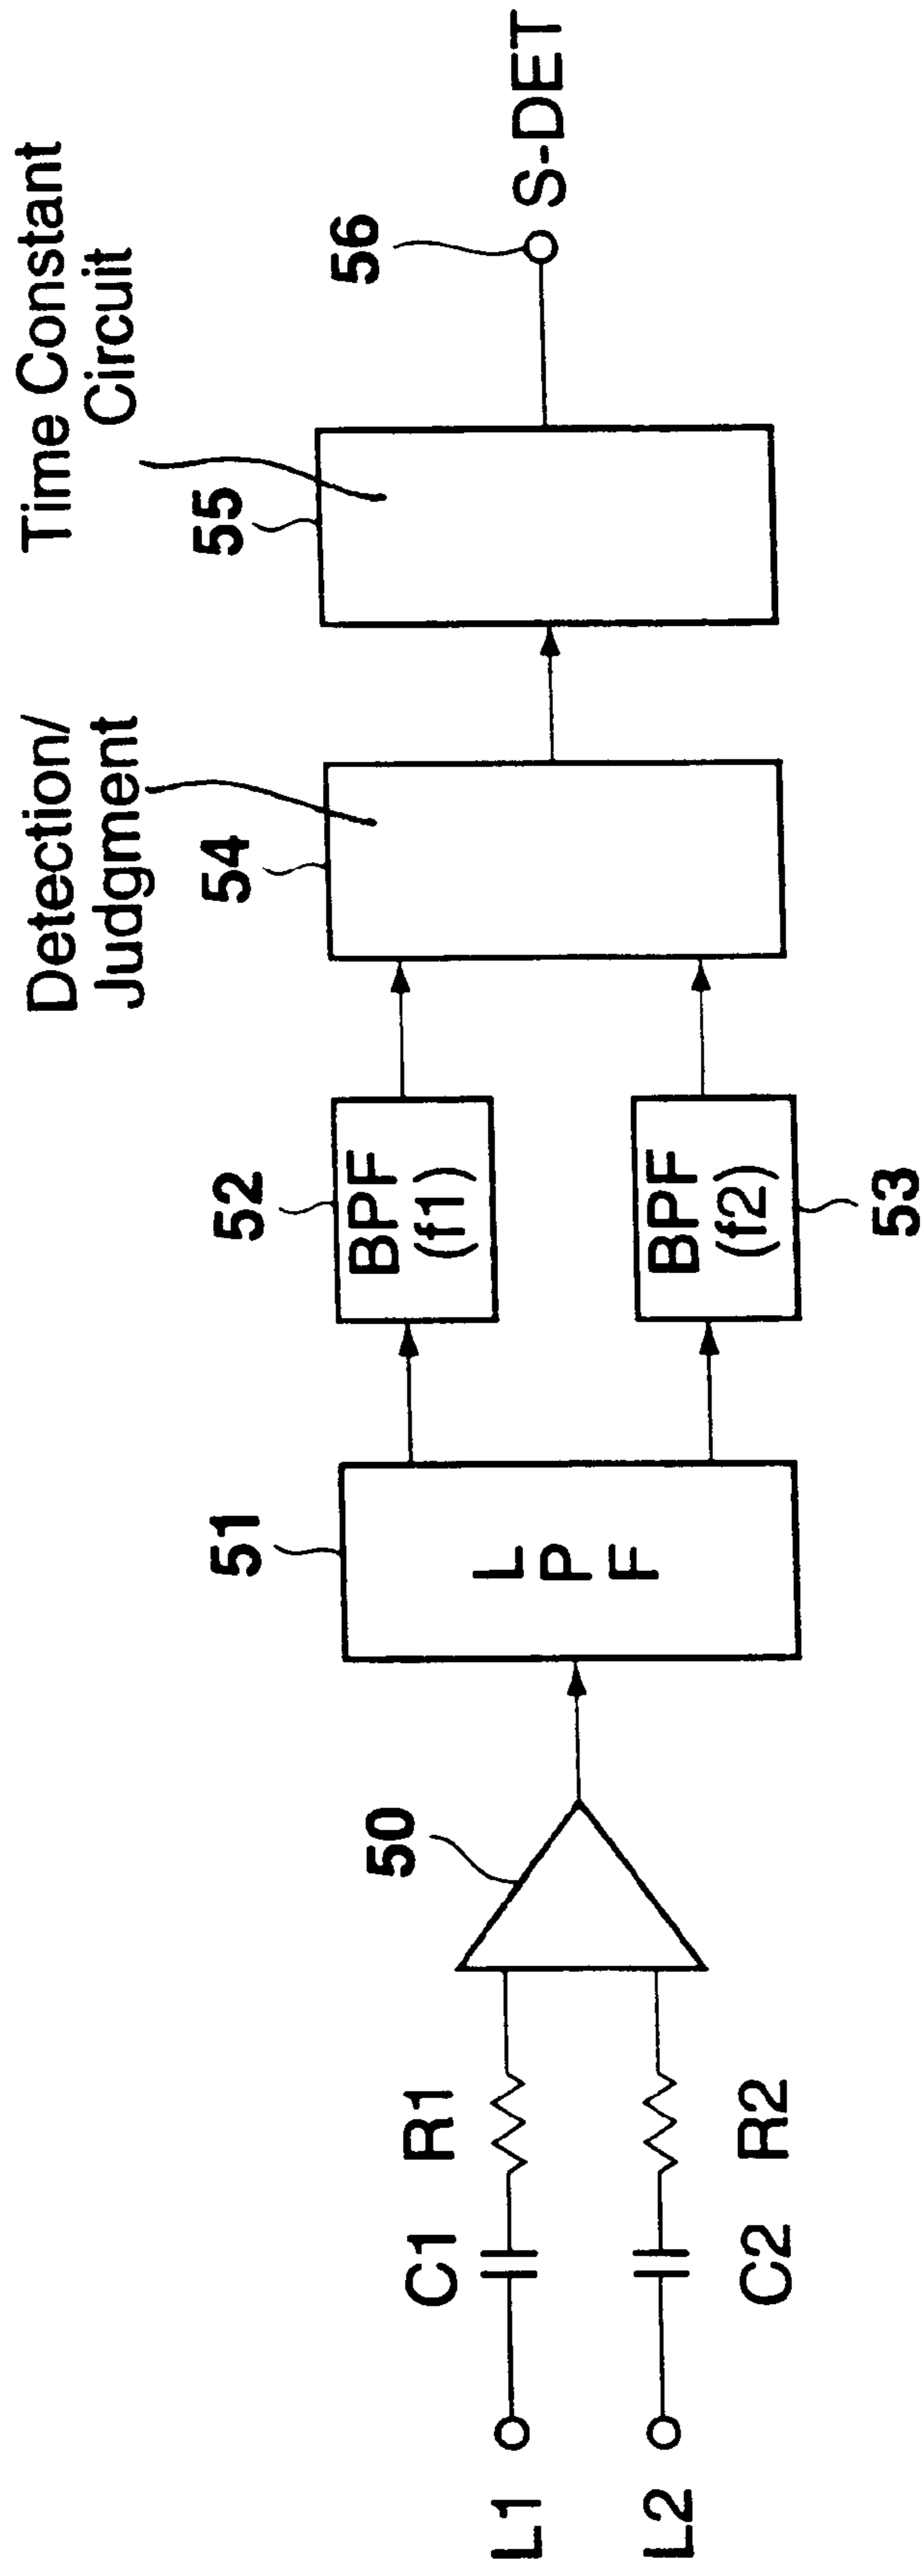 L1
L2
C1
R1
C2
R2
50
51
L
P
F
52
BPF
(f1)
BPF
(f2)
53
Detection/
Judgment
54
Time Constant
Circuit
55
56
S-DET